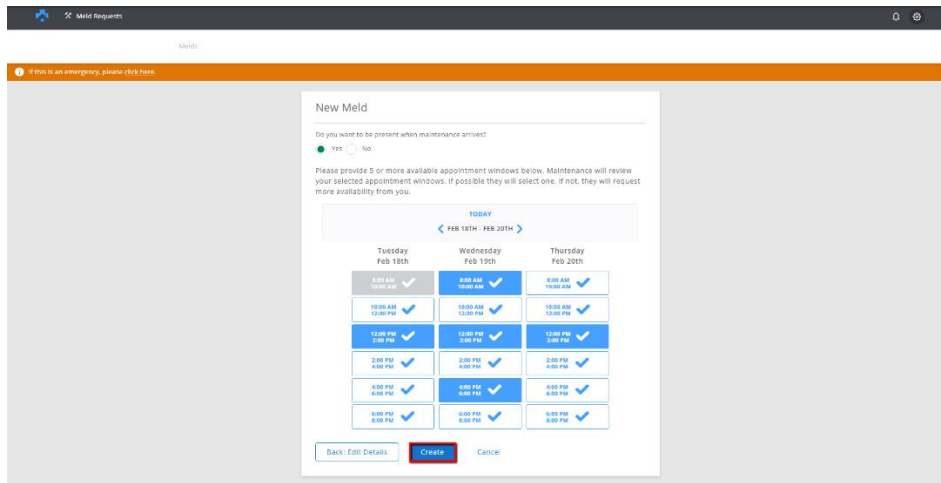 Meld Requests
Melds
If this is an emergency, please click here.
New Meld
Do you want to be present when maintenance arrives?
Yes No
Please provide 5 or more available appointment windows below. Maintenance will review
your selected appointment windows. If possible they will select one. If not, they will request
more availability from you.
TODAY
FEB 18TH - FEB 20TH
Tuesday Wednesday Thursday
Feb 18th Feb 19th Feb 20th
8:00 AM 8:00 AM 8:00 AM
10:00 AM 10:00 AM 10:00 AM
10:00 AM 10:00 AM 10:00 AM
12:00 PM 12:00 PM 12:00 PM
12:00 PM 12:00 PM 12:00 PM
2:00 PM 2:00 PM 2:00 PM
2:00 PM 2:00 PM 2:00 PM
4:00 PM 4:00 PM 4:00 PM
4:00 PM 4:00 PM 4:00 PM
6:00 PM 6:00 PM 6:00 PM
6:00 PM 6:00 PM 6:00 PM
8:00 PM 8:00 PM 8:00 PM
Back: Edit Details Create Cancel